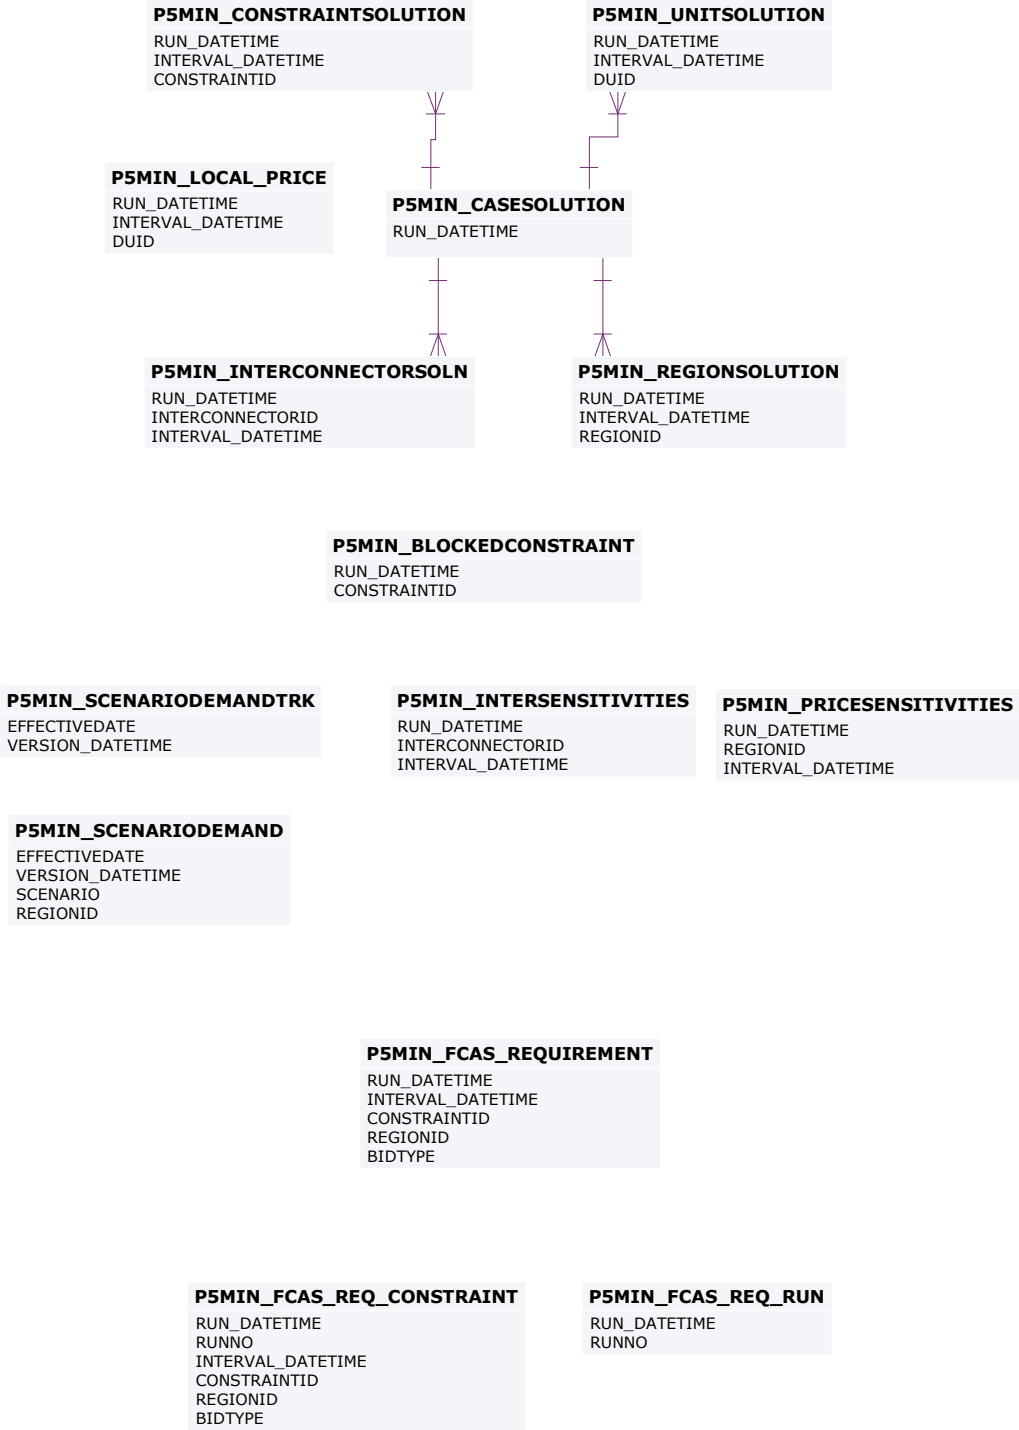 P5MIN_CONSTRAINTSOLUTION
RUN_DATETIME
INTERVAL_DATETIME
CONSTRAINTID
P5MIN_UNITSOLUTION
RUN_DATETIME
INTERVAL_DATETIME
DUID
P5MIN_LOCAL_PRICE
RUN_DATETIME
INTERVAL_DATETIME
DUID
P5MIN_CASESOLUTION
RUN_DATETIME
P5MIN_INTERCONNECTORSOLN
RUN_DATETIME
INTERCONNECTORID
INTERVAL_DATETIME
P5MIN_REGIONSOLUTION
RUN_DATETIME
INTERVAL_DATETIME
REGIONID
P5MIN_BLOCKEDCONSTRAINT
RUN_DATETIME
CONSTRAINTID
P5MIN_SCENARIODEMANDTRK
EFFECTIVEDATE
VERSION_DATETIME
P5MIN_INTERSENSITIVITIES
RUN_DATETIME
INTERCONNECTORID
INTERVAL_DATETIME
P5MIN_PRICESENSITIVITIES
RUN_DATETIME
REGIONID
INTERVAL_DATETIME
P5MIN_SCENARIODEMAND
EFFECTIVEDATE
VERSION_DATETIME
SCENARIO
REGIONID
P5MIN_FCAS_REQUIREMENT
RUN_DATETIME
INTERVAL_DATETIME
CONSTRAINTID
REGIONID
BIDTYPE
P5MIN_FCAS_REQ_CONSTRAINT
RUN_DATETIME
RUNNO
INTERVAL_DATETIME
CONSTRAINTID
REGIONID
BIDTYPE
P5MIN_FCAS_REQ_RUN
RUN_DATETIME
RUNNO